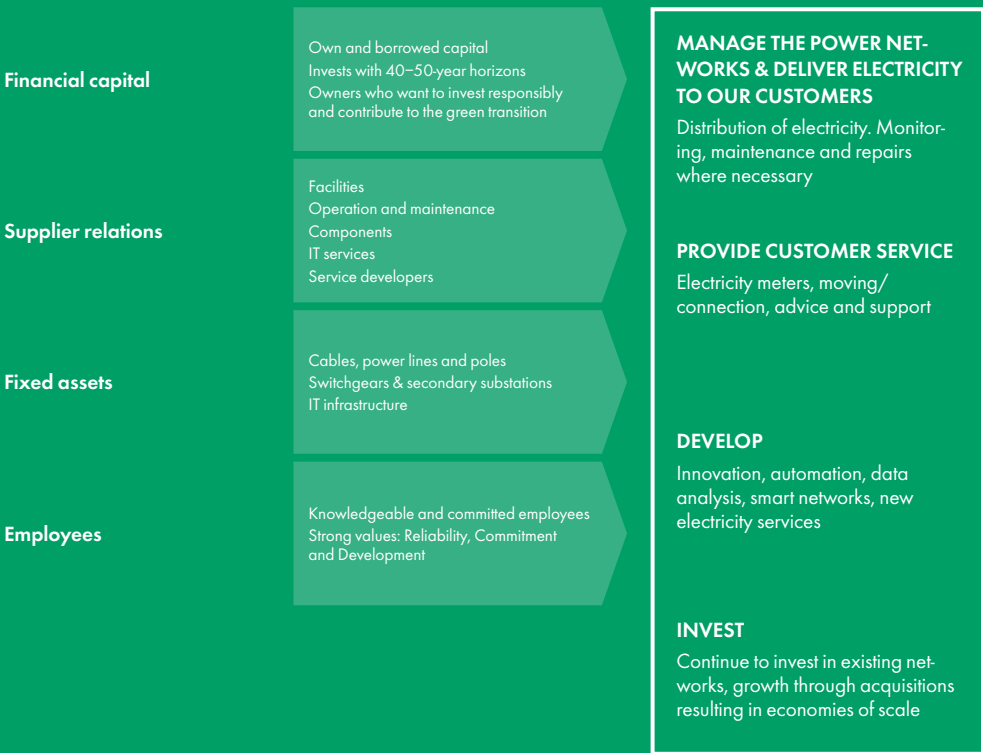 Financial capital
Own and borrowed capital
Invests with 40–50-year horizons
Owners who want to invest responsibly
and contribute to the green transition
Supplier relations
Facilities
Operation and maintenance
Components
IT services
Service developers
Fixed assets
Cables, power lines and poles
Switchgears & secondary substations
IT infrastructure
Employees
Knowledgeable and committed employees
Strong values: Reliability, Commitment
and Development
MANAGE THE POWER NET-
WORKS & DELIVER ELECTRICITY
TO OUR CUSTOMERS
Distribution of electricity. Monitor-
ing, maintenance and repairs
where necessary
PROVIDE CUSTOMER SERVICE
Electricity meters, moving/
connection, advice and support
DEVELOP
Innovation, automation, data
analysis, smart networks, new
electricity services
INVEST
Continue to invest in existing net-
works, growth through acquisitions
resulting in economies of scale